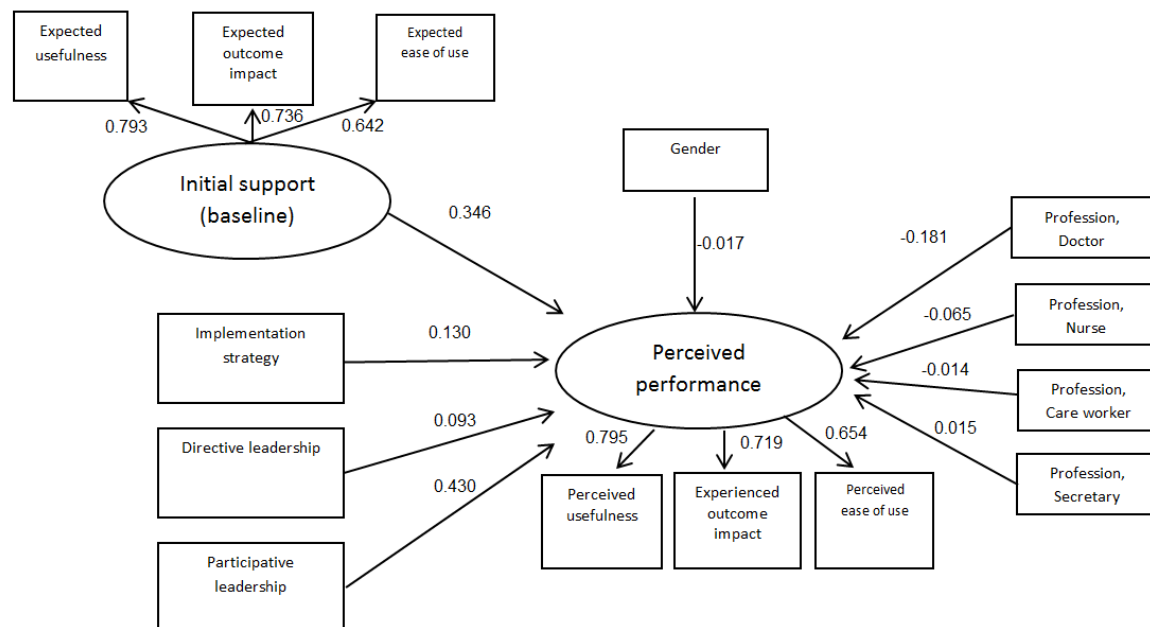 Expected
usefulness
Expected
outcome
impact
Expected
ease of use
0.793
0.736
0.642
Initial support
(baseline)
0.346
Gender
-0.017
Profession,
Doctor
-0.181
Profession,
Nurse
-0.065
Implementation
strategy
0.130
Perceived
performance
-0.014
Profession,
Care worker
Directive leadership
0.093
0.015
Profession,
Secretary
0.430
0.795
0.719
0.654
Perceived
usefulness
Experienced
outcome
impact
Perceived
ease of use
Participative
leadership